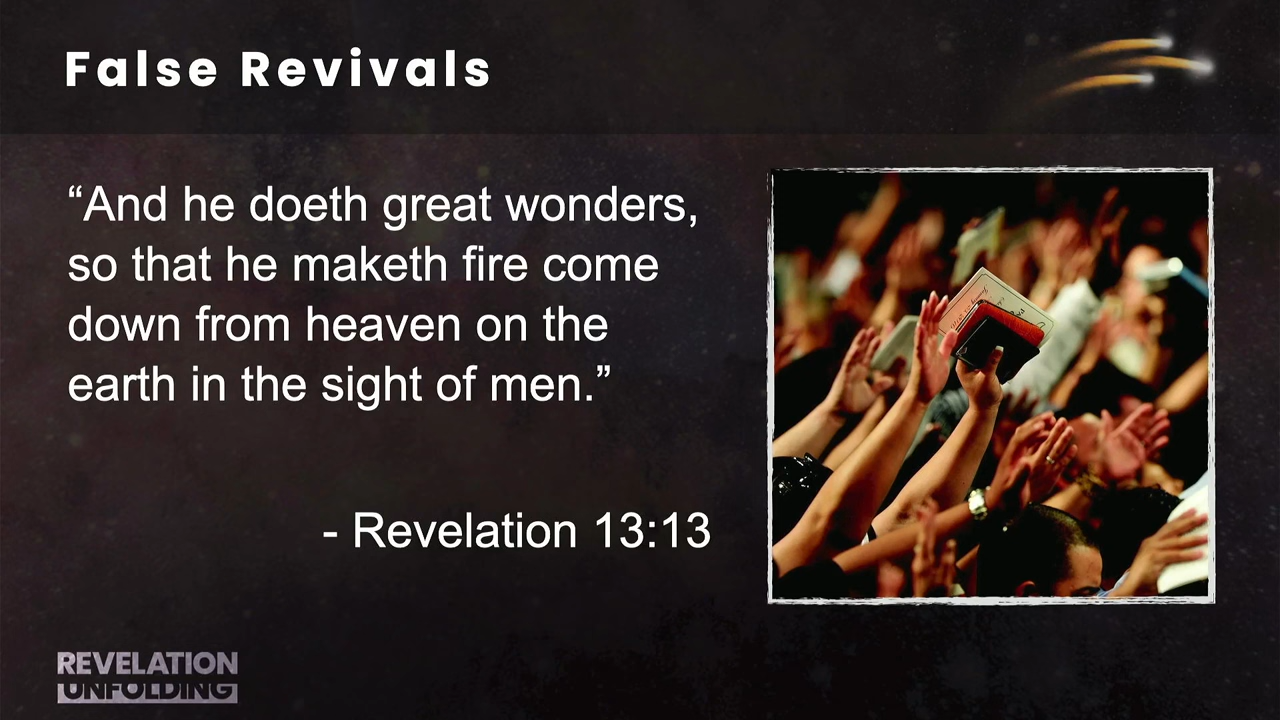 False Revivals
“And he doeth great wonders,
so that he maketh fire come
down from heaven on the
earth in the sight of men.”
- Revelation 13:13
REVELATION
UNFOLDING